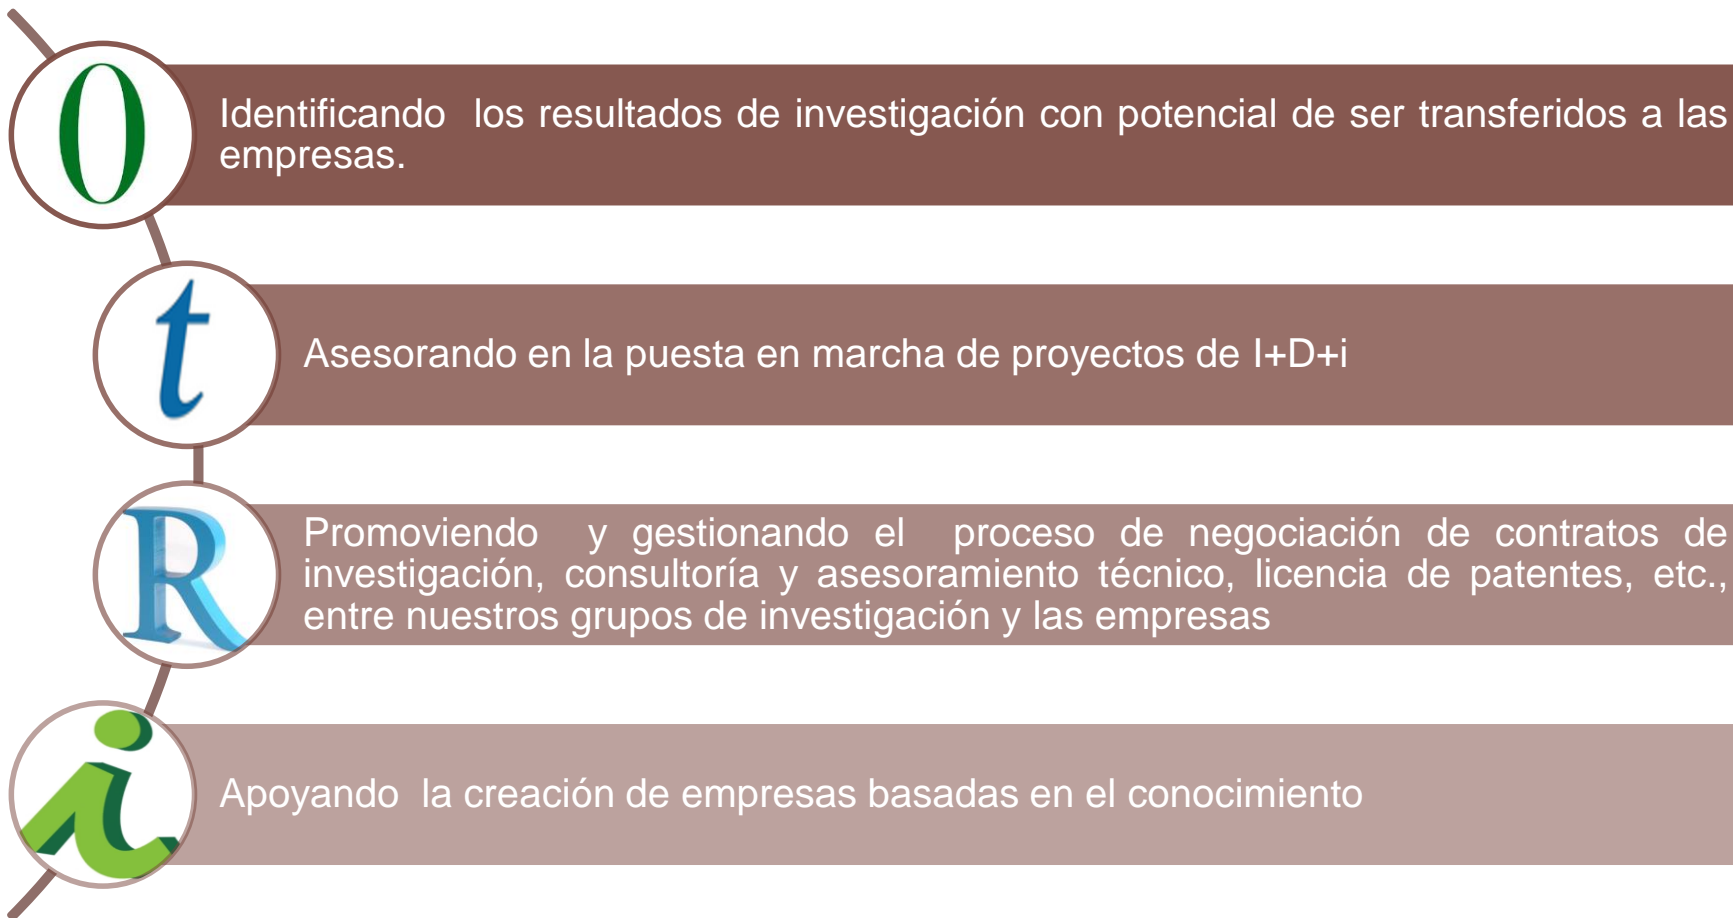 O
Identificando los resultados de investigación con potencial de ser transferidos a las
empresas.
t
Asesorando en la puesta en marcha de proyectos de I+D+i
R
Promoviendo y gestionando el proceso de negociación de contratos de
investigación, consultoría y asesoramiento técnico, licencia de patentes, etc.,
entre nuestros grupos de investigación y las empresas
i
Apoyando la creación de empresas basadas en el conocimiento